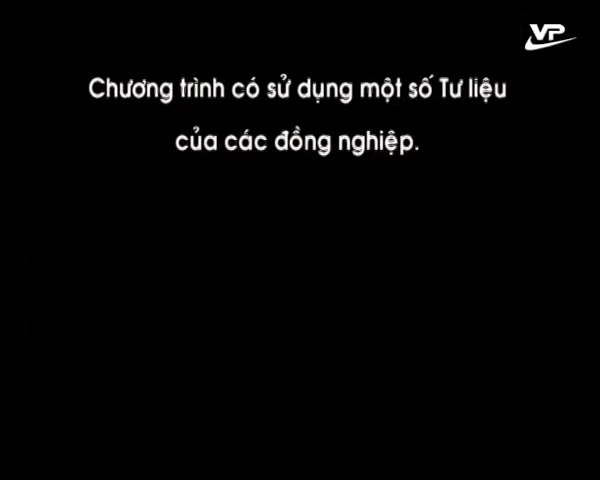 VP
Chương trình có sử dụng một số Tư liệu
của các đồng nghiệp.